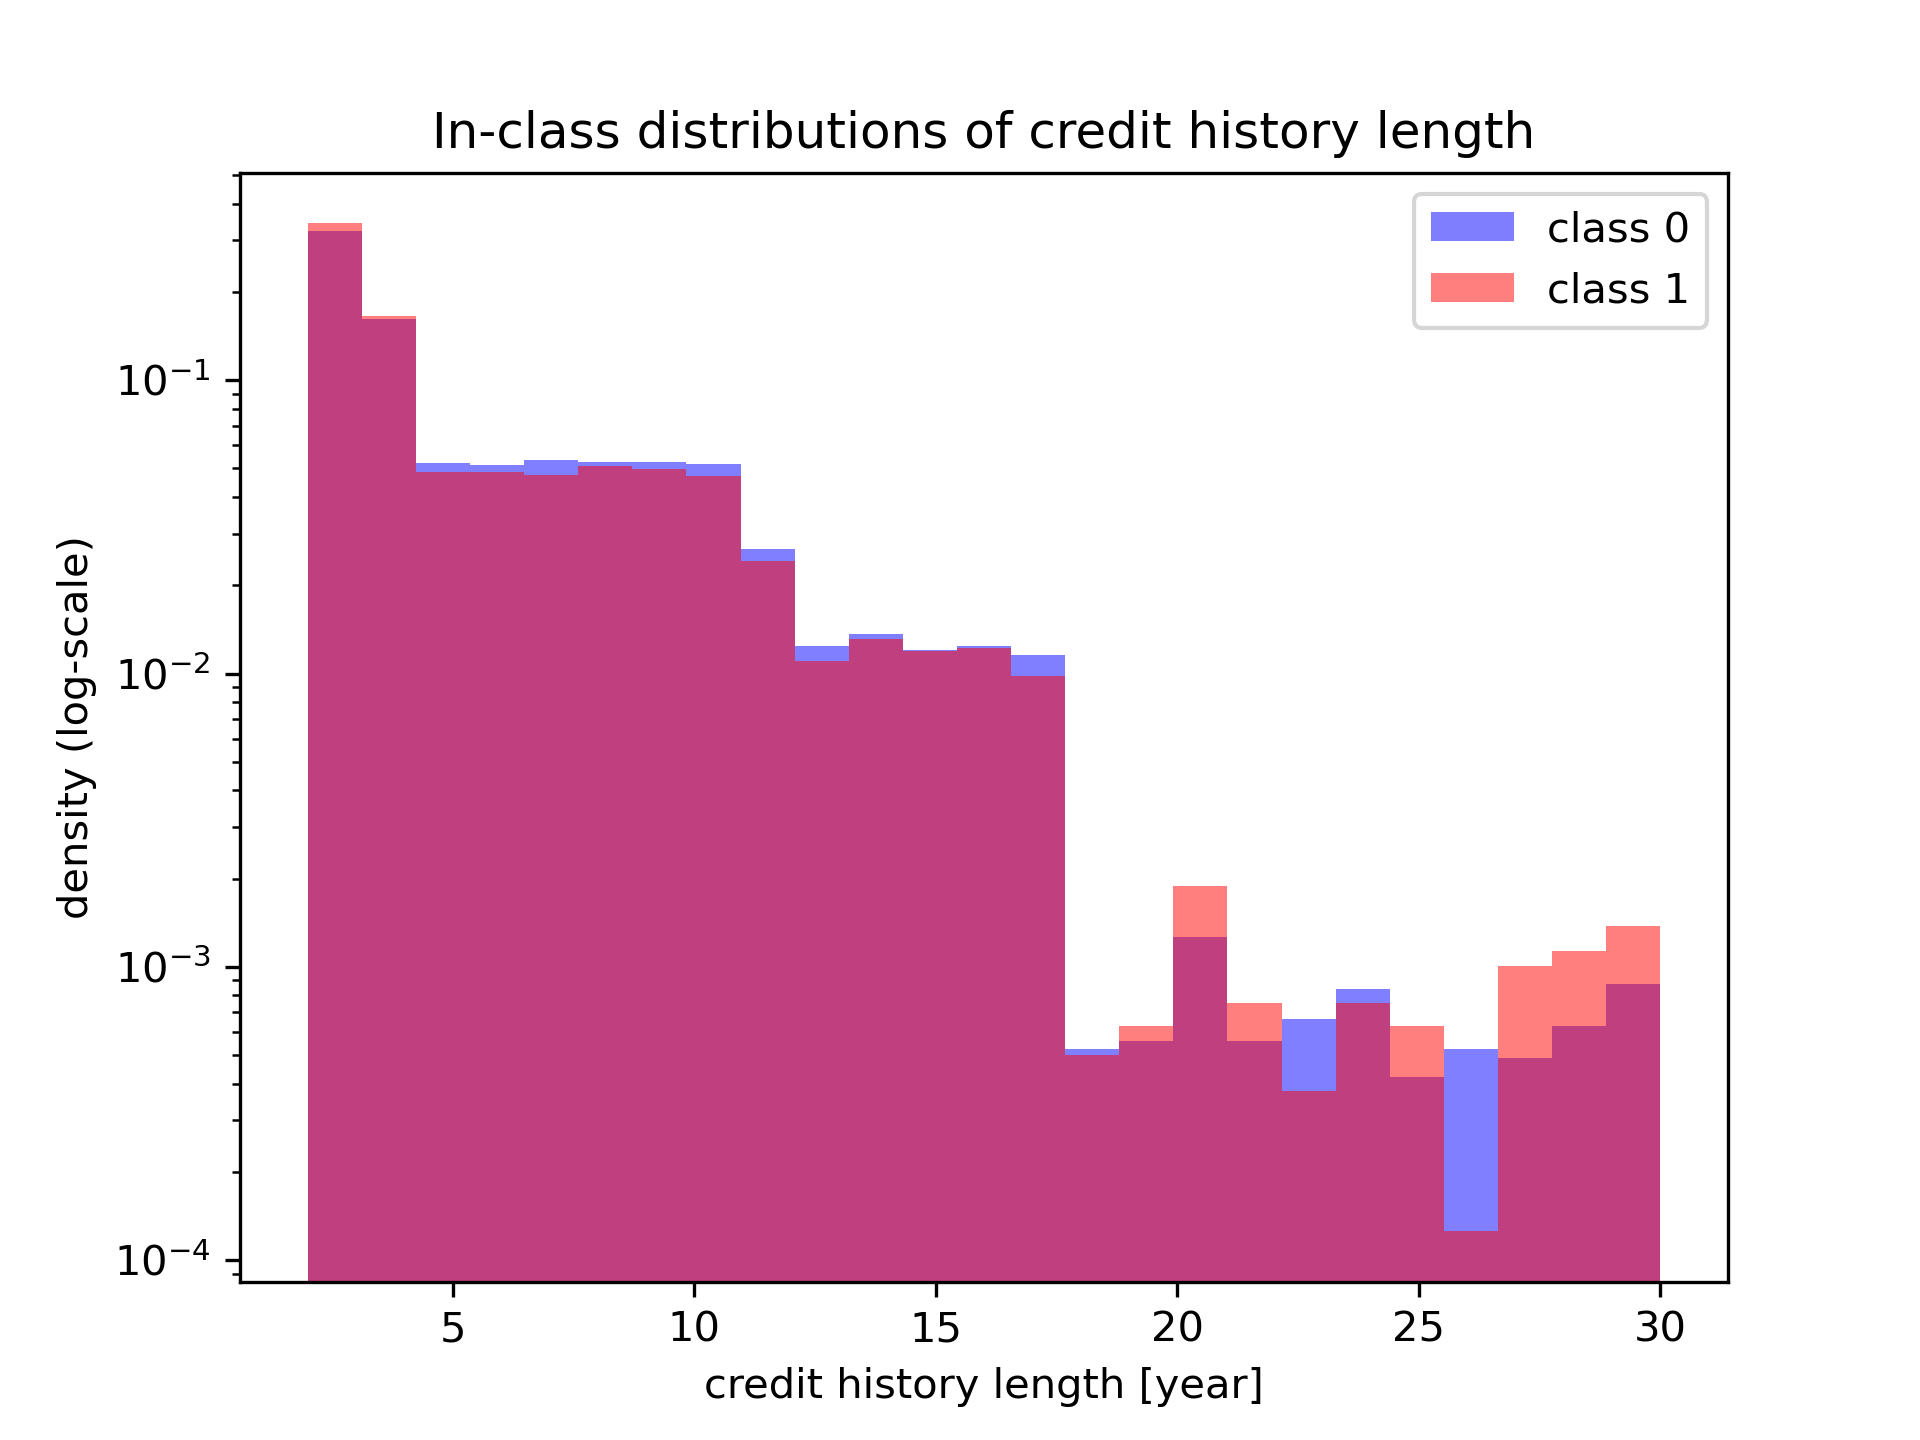 In-class distributions of credit history length
class 0
class 1
density (log-scale)
10⁻¹
10⁻²
10⁻³
10⁻⁴
5 10 15 20 25 30
credit history length [year]